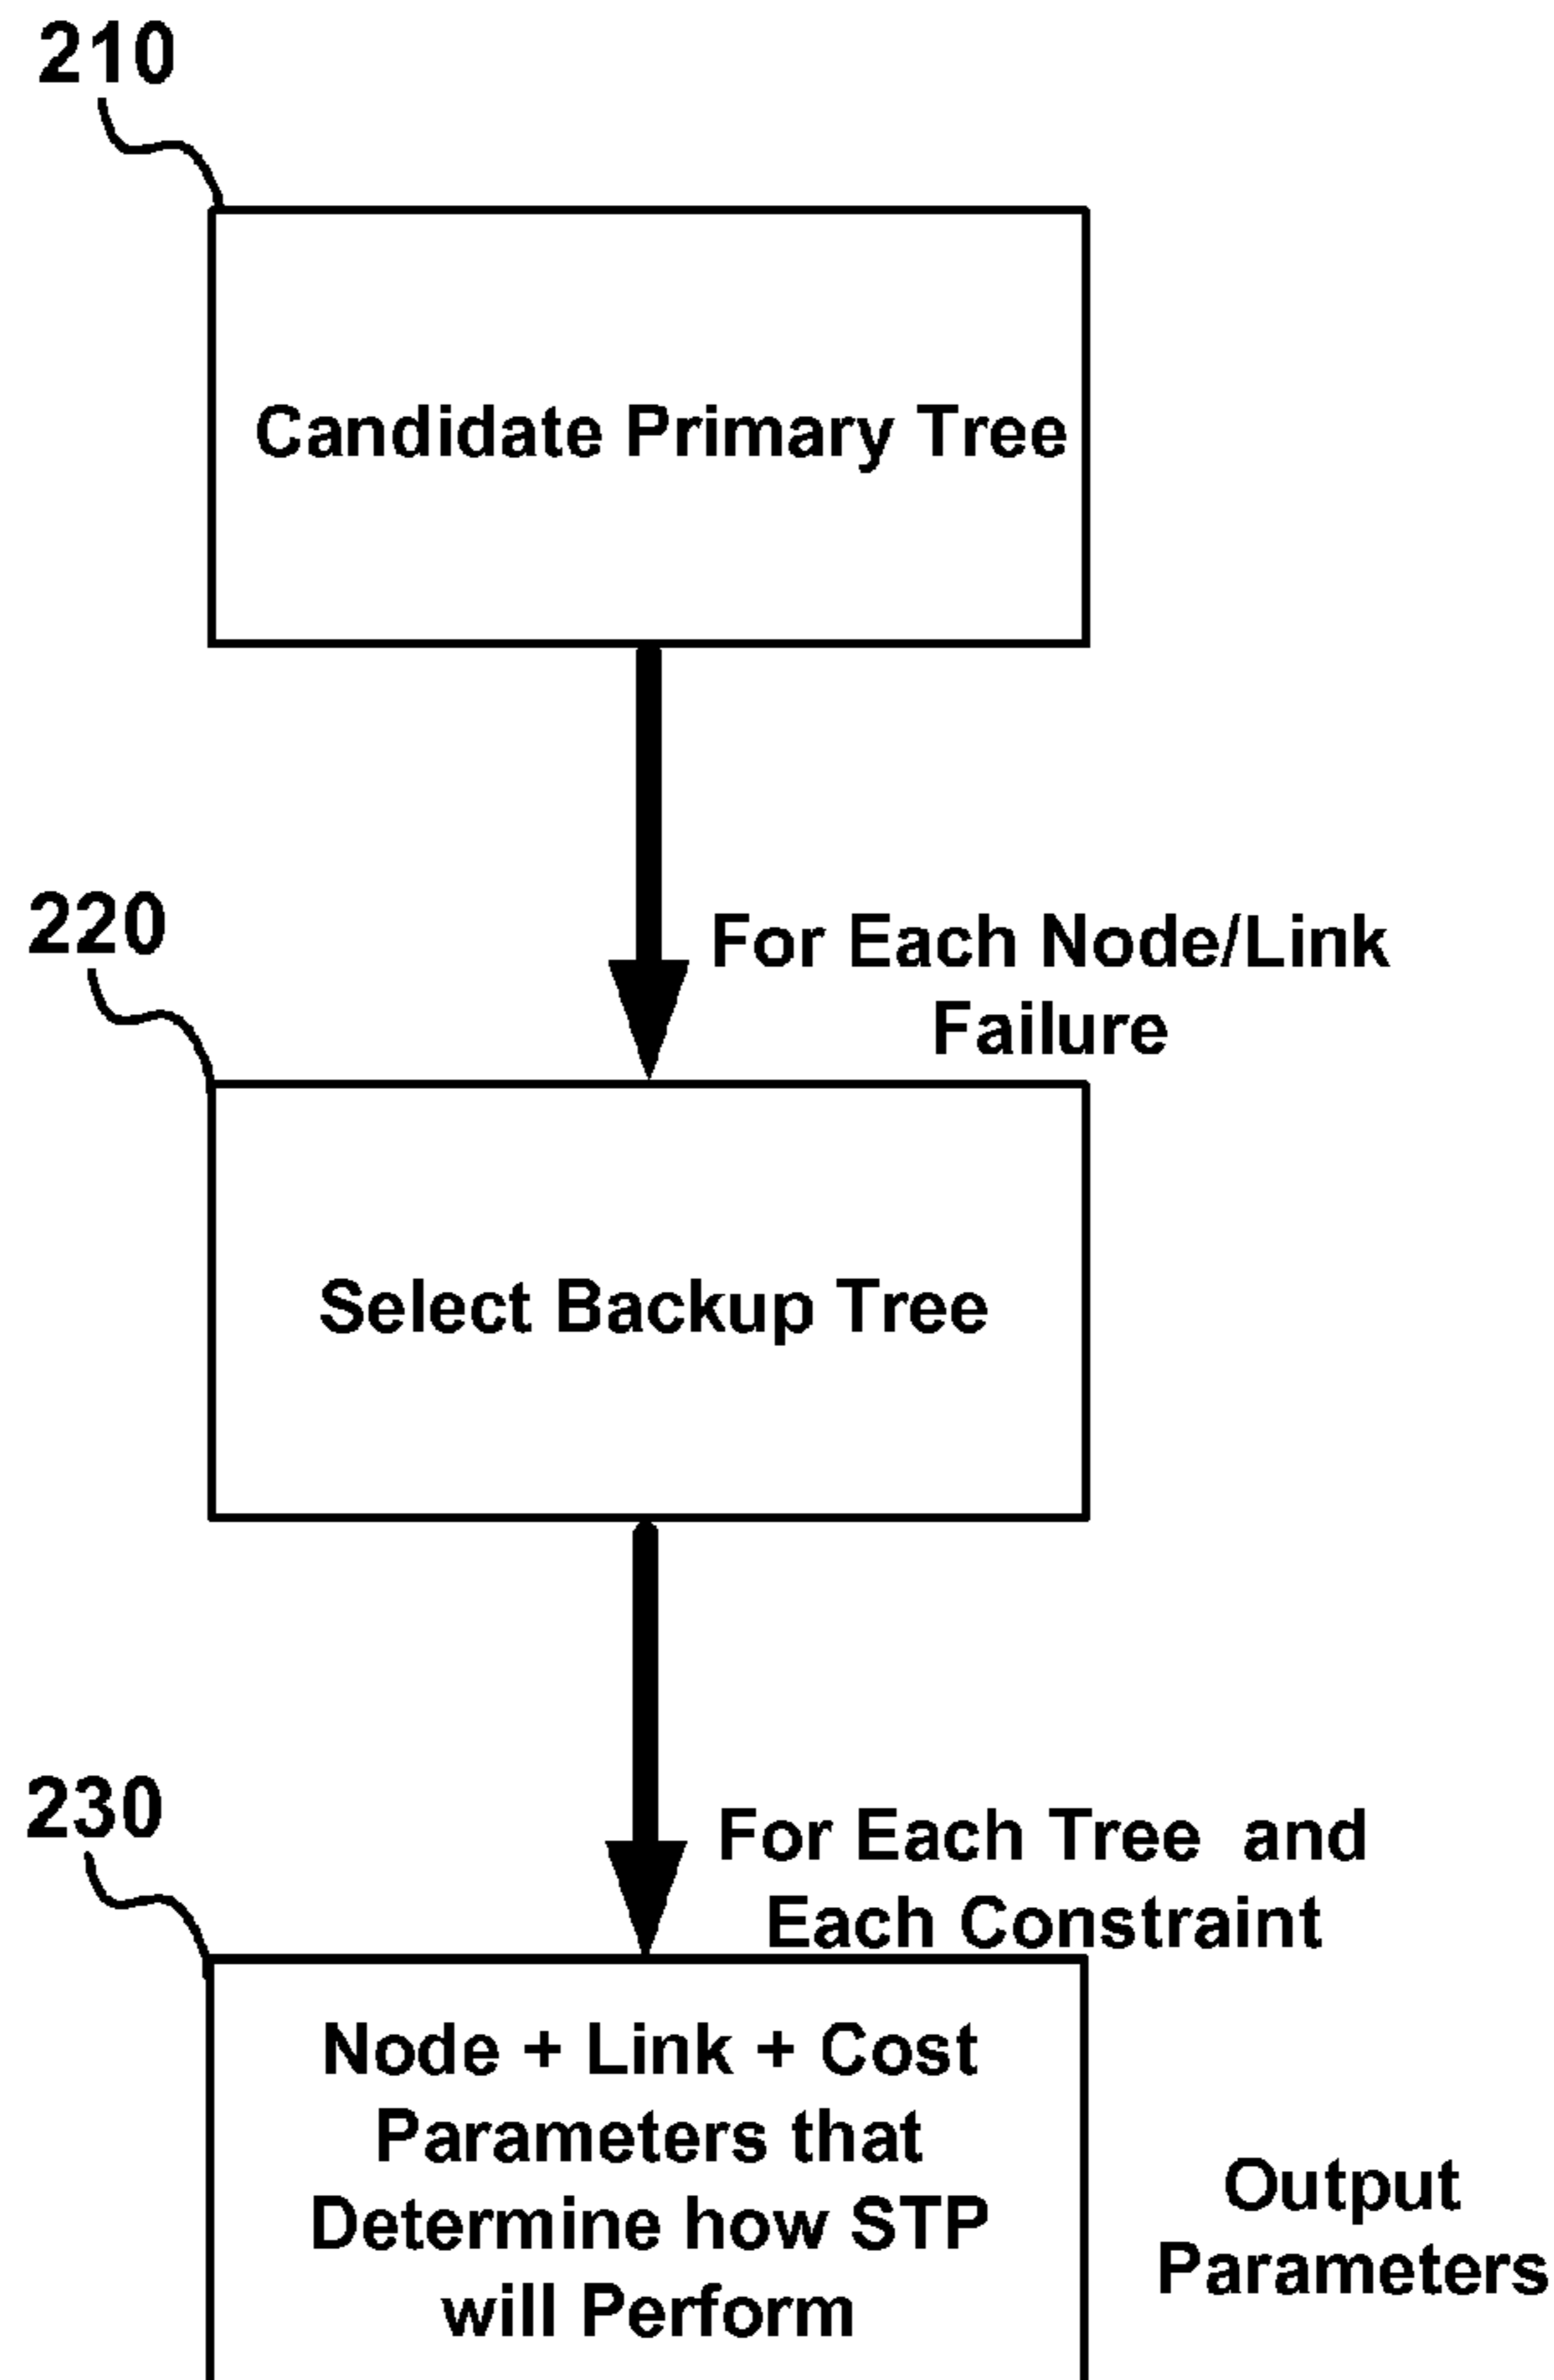 210
Candidate Primary Tree
220
For Each Node/Link
Failure
Select Backup Tree
230
For Each Tree and
Each Constraint
Node + Link + Cost
Parameters that
Determine how STP
will Perform
Output
Parameters